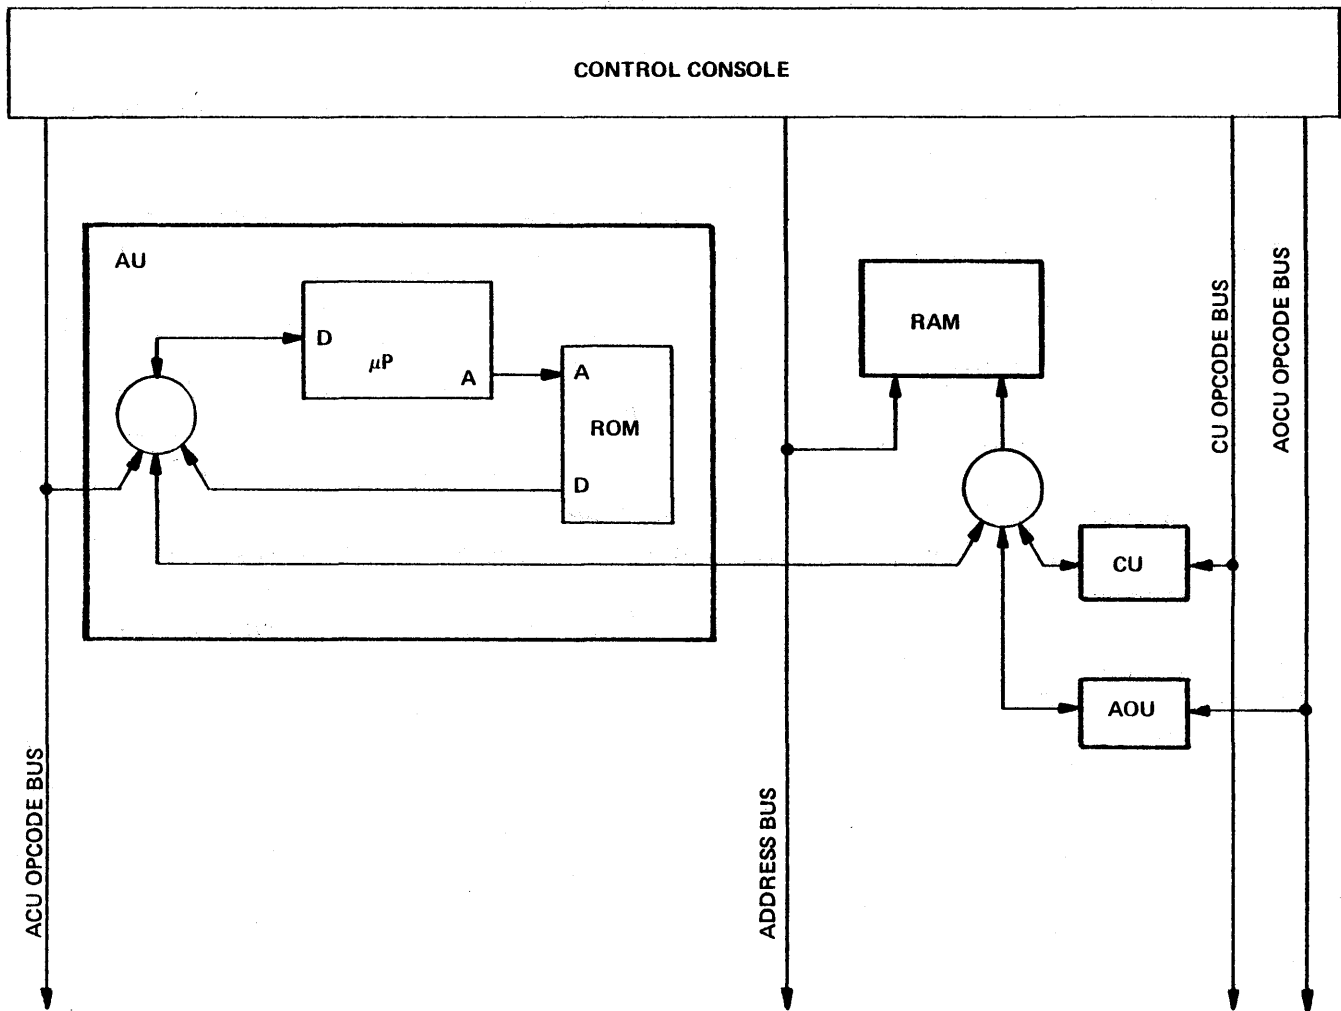 CONTROL CONSOLE
AU
D
μP
A
A
ROM
D
RAM
CU
AOU
ACU OPCODE BUS
ADDRESS BUS
CU OPCODE BUS
AOCU OPCODE BUS